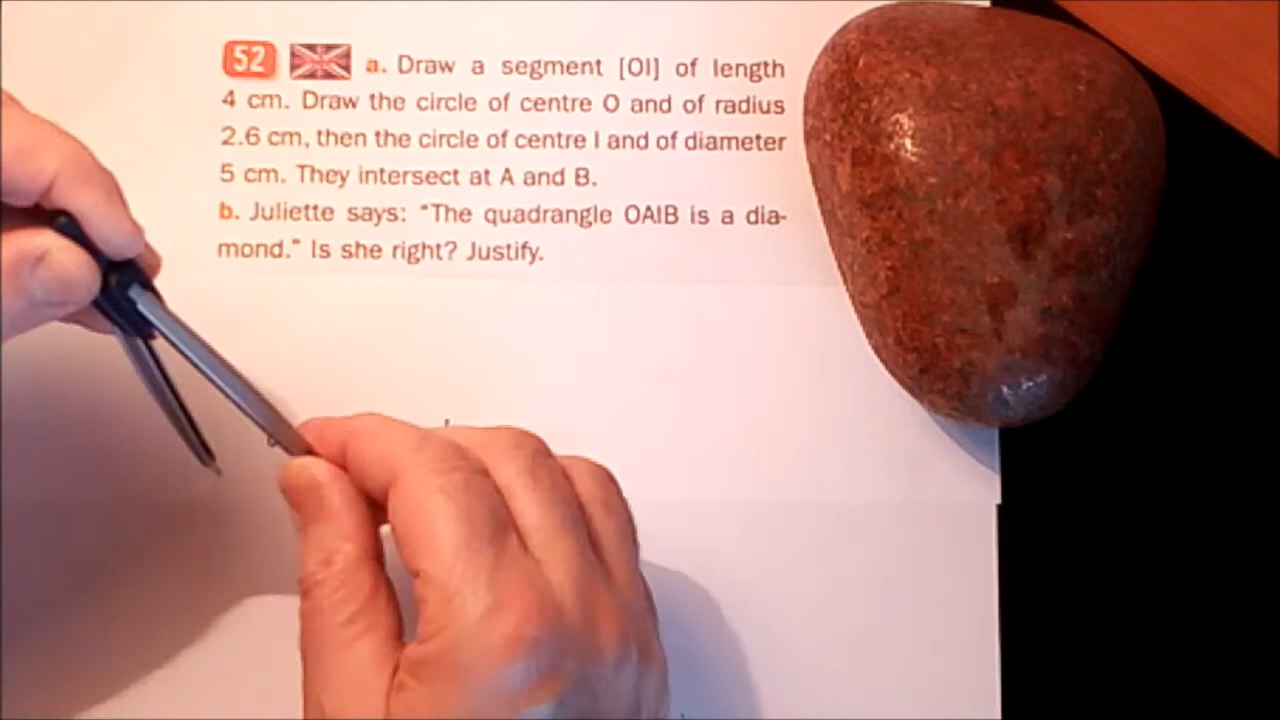 52 a. Draw a segment [OI] of length
4 cm. Draw the circle of centre O and of radius
2.6 cm, then the circle of centre I and of diameter
5 cm. They intersect at A and B.
b. Juliette says: "The quadrangle OAIB is a dia-
mond." Is she right? Justify.